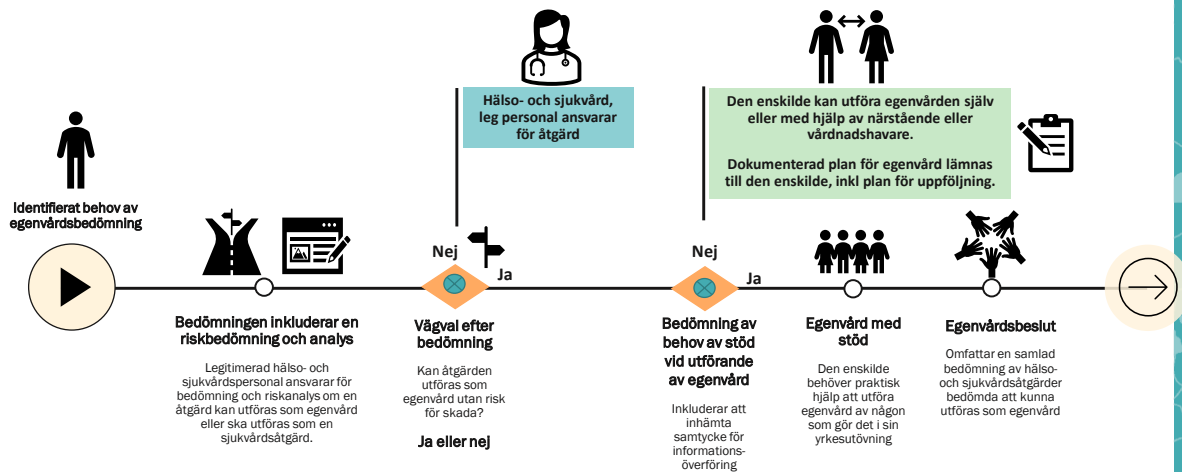 Hälso- och sjukvård,
leg personal ansvarar
för åtgärd
Den enskilde kan utföra egenvården själv
eller med hjälp av närstående eller
vårdnadshavare.
Dokumenterad plan för egenvård lämnas
till den enskilde, inkl plan för uppföljning.
Identifierat behov av
egenvårdsbedömning
Nej
Ja
Nej
Ja
Bedömningen inkluderar en
riskbedömning och analys
Legitimerad hälso- och
sjukvårdspersonal ansvarar för
bedömning och riskanalys om en
åtgärd kan utföras som egenvård
eller ska utföras som en
sjukvårdsåtgärd.
Vägval efter
bedömning
Kan åtgärden
utföras som
egenvård utan risk
för skada?
Ja eller nej
Bedömning av
behov av stöd
vid utförande
av egenvård
Inkluderar att
inhämta
samtycke för
informations-
överföring
Egenvård med
stöd
Den enskilde
behöver praktisk
hjälp att utföra
egenvård av någon
som gör det i sin
yrkesutövning
Egenvårdsbeslut
Omfattar en samlad
bedömning av hälso-
och sjukvårdsåtgärder
bedömda att kunna
utföras som egenvård